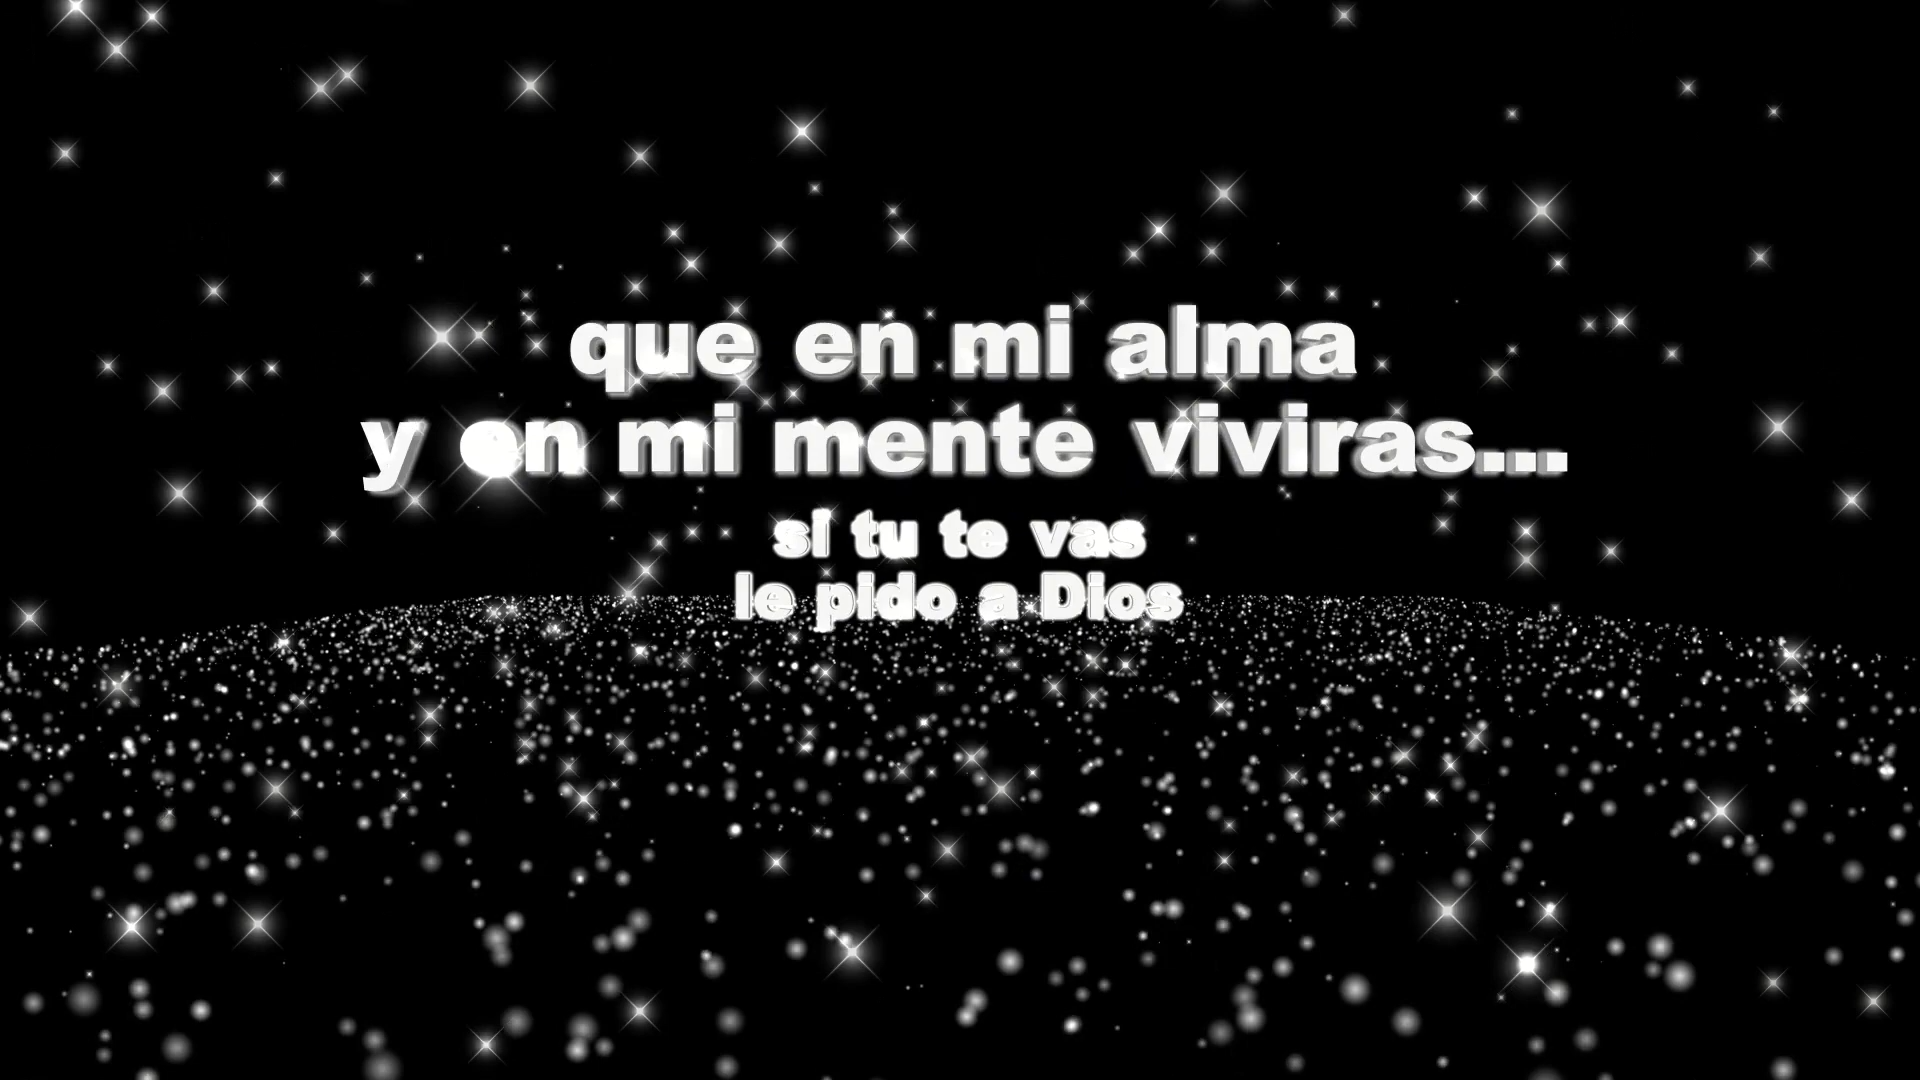 que en mi alma
y en mi mente viviras...
si tu te vas
le pido a Dios